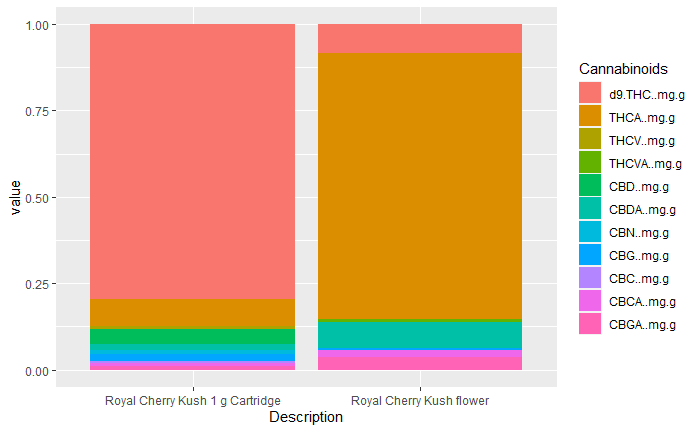 1.00
0.75
0.50
0.25
0.00
value
Royal Cherry Kush 1 g Cartridge
Royal Cherry Kush flower
Description
Cannabinoids
d9.THC..mg.g
THCA..mg.g
THCV..mg.g
THCVA..mg.g
CBD..mg.g
CBDA..mg.g
CBN..mg.g
CBG..mg.g
CBC..mg.g
CBCA..mg.g
CBGA..mg.g